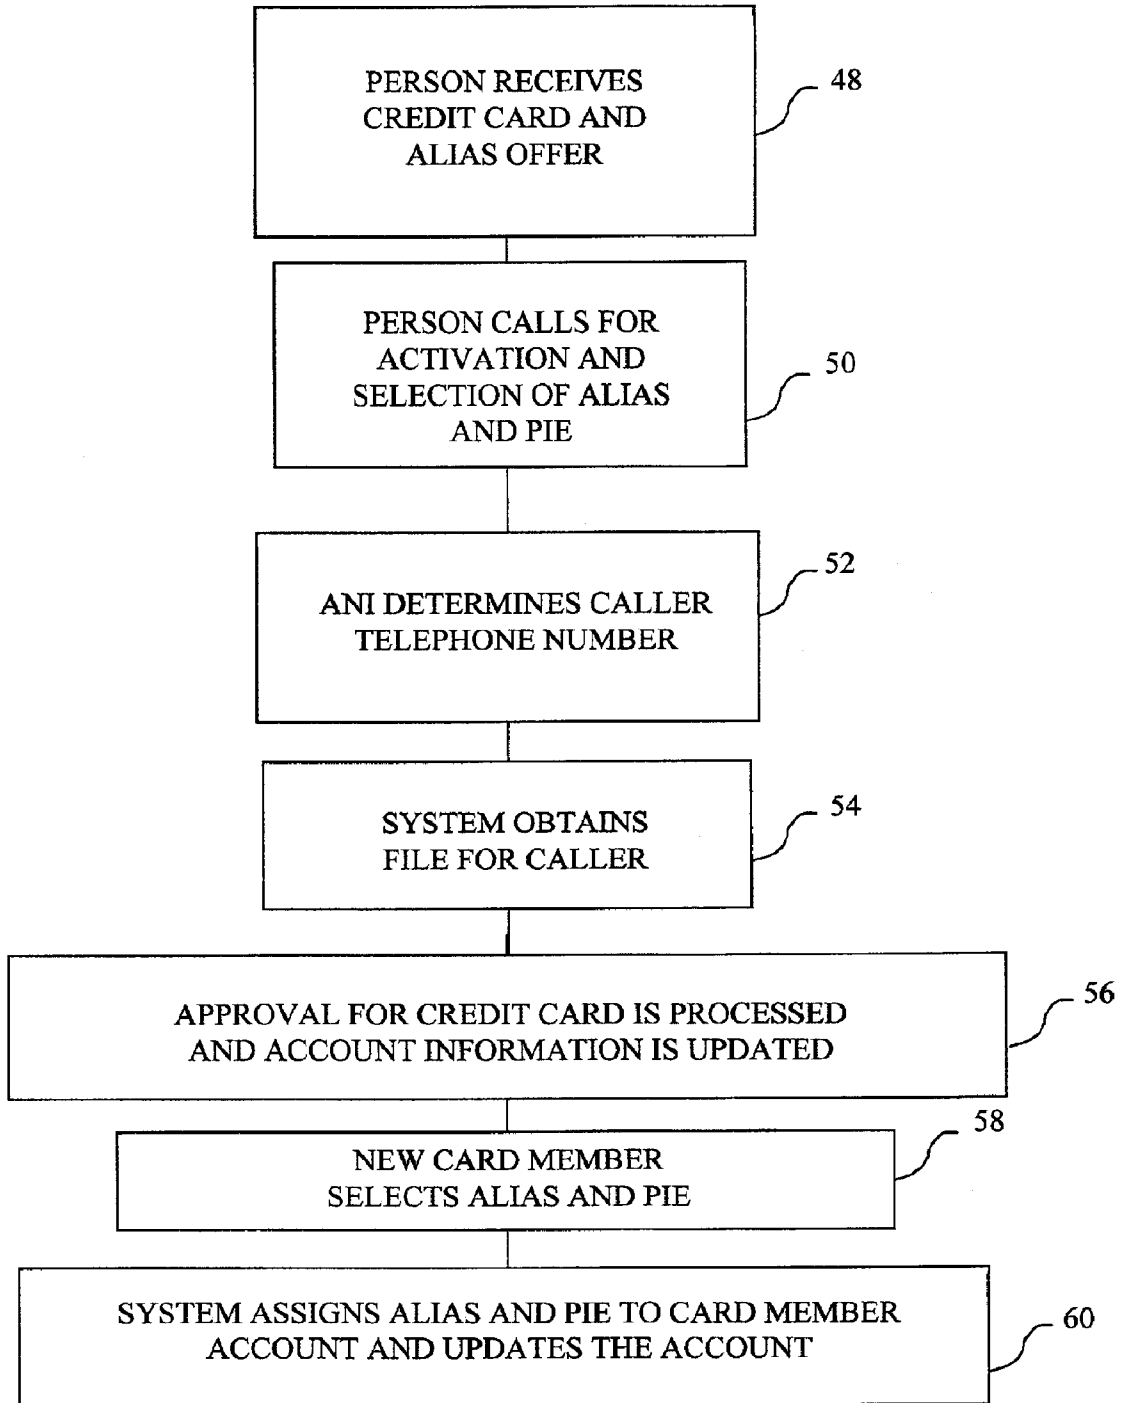 PERSON RECEIVES
CREDIT CARD AND
ALIAS OFFER
48
PERSON CALLS FOR
ACTIVATION AND
SELECTION OF ALIAS
AND PIE
50
ANI DETERMINES CALLER
TELEPHONE NUMBER
52
SYSTEM OBTAINS
FILE FOR CALLER
54
APPROVAL FOR CREDIT CARD IS PROCESSED
AND ACCOUNT INFORMATION IS UPDATED
56
NEW CARD MEMBER
SELECTS ALIAS AND PIE
58
SYSTEM ASSIGNS ALIAS AND PIE TO CARD MEMBER
ACCOUNT AND UPDATES THE ACCOUNT
60